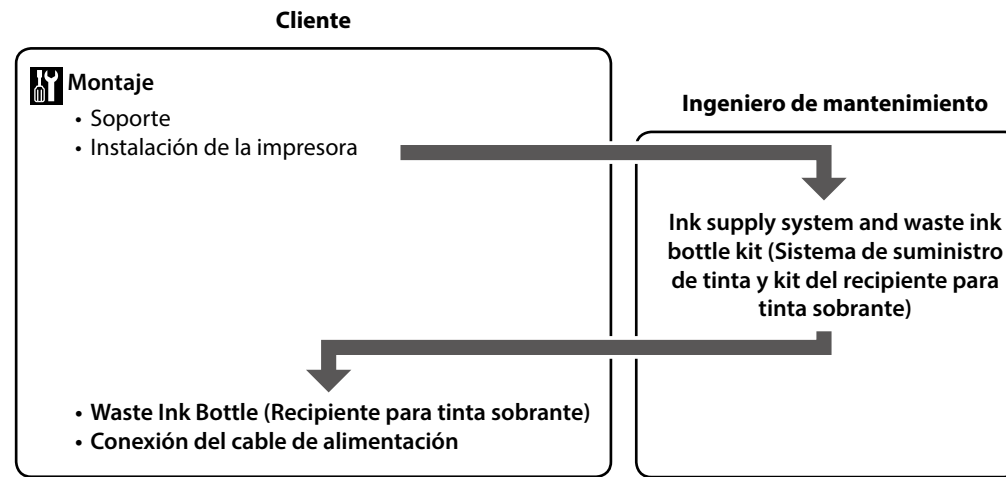 Cliente
Montaje
• Soporte
• Instalación de la impresora
Ingeniero de mantenimiento
Ink supply system and waste ink
bottle kit (Sistema de suministro
de tinta y kit del recipiente para
tinta sobrante)
• Waste Ink Bottle (Recipiente para tinta sobrante)
• Conexión del cable de alimentación